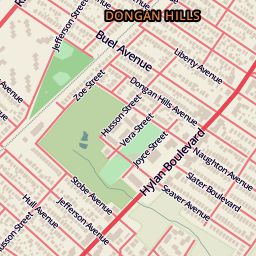 DONGAN HILLS
Jefferson Street
Buel Avenue
Liberty Avenue
Zoe Street
Dongan Hills Avenue
Husson Street
Vera Street
Joyce Street
Hylan Boulevard
Naughton Avenue
Slater Boulevard
Seaver Avenue
Stobe Avenue
Jefferson Avenue
Hull Avenue
Husson Street